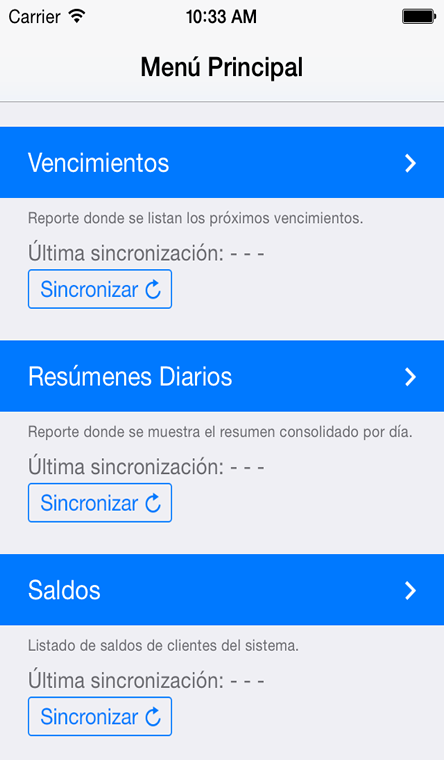 Carrier 10:33 AM
Menú Principal
Vencimientos
Reporte donde se listan los próximos vencimientos.
Última sincronización: - - -
Sincronizar
Resúmenes Diarios
Reporte donde se muestra el resumen consolidado por día.
Última sincronización: - - -
Sincronizar
Saldos
Listado de saldos de clientes del sistema.
Última sincronización: - - -
Sincronizar